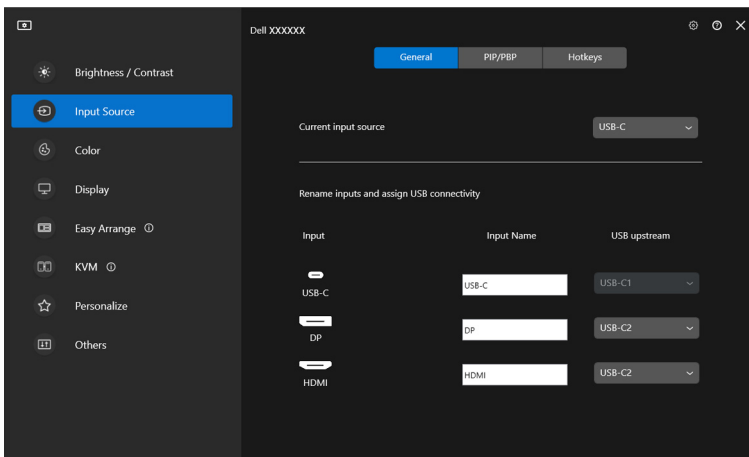 Dell XXXXXX
Brightness / Contrast
Input Source
Color
Display
Easy Arrange
KVM
Personalize
Others
General PIP/PBP Hotkeys
Current input source USB-C
Rename inputs and assign USB connectivity
Input Input Name USB upstream
USB-C USB-C USB-C1
DP DP USB-C2
HDMI HDMI USB-C2